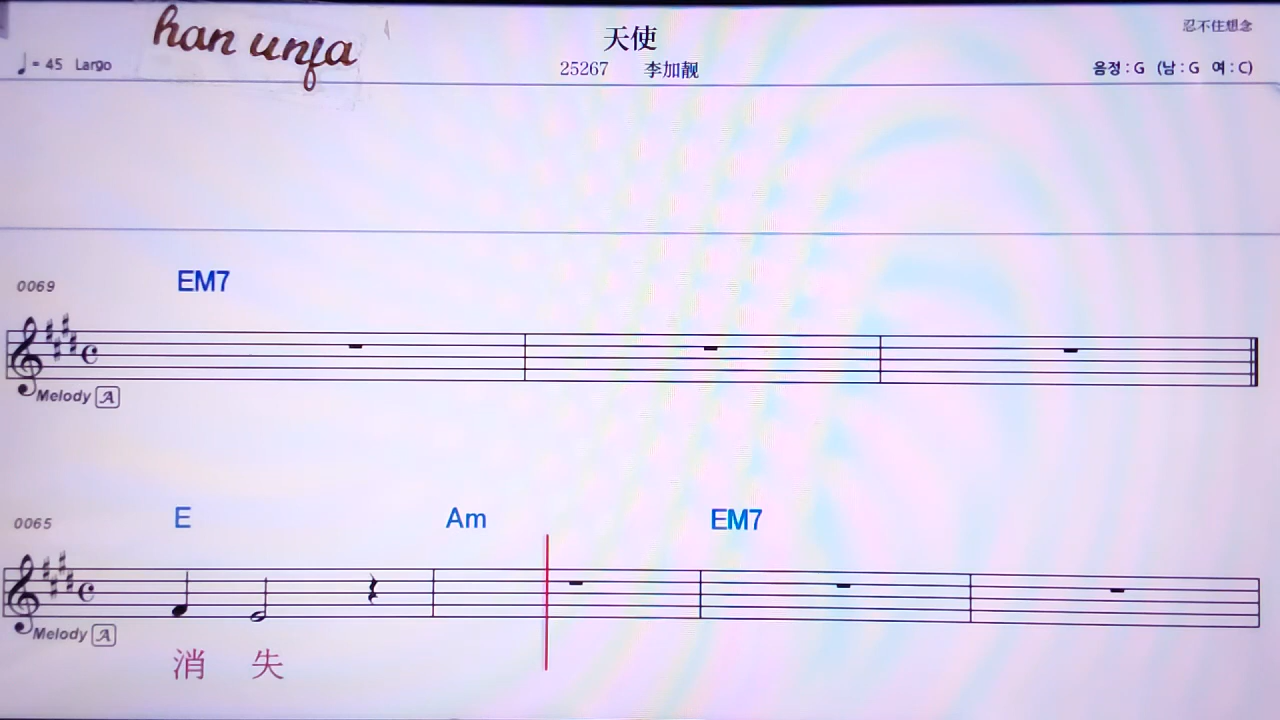 han unfa
天使
忍不住想念
♩= 45 Largo
25267 李加靓
음정 : G (남 : G 여 : C)
0069
EM7
Melody A
0065
E Am EM7
Melody A
消 失